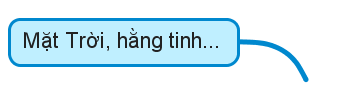 Mặt Trời, hằng tinh...